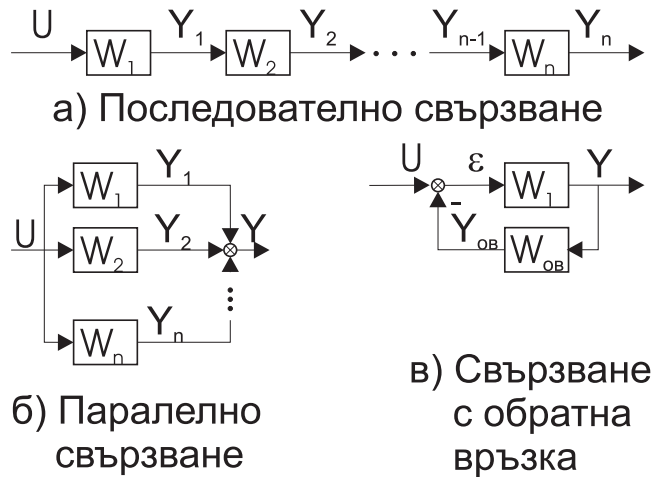 U W₁ Y₁ W₂ Y₂ ... Yₙ₋₁ Wₙ Yₙ
а) Последователно свързване
U W₁ Y₁
W₂ Y₂ Y
⋮
Wₙ Yₙ
б) Паралелно
свързване
U ε W₁ Y
-
Yов Wов
в) Свързване
с обратна
връзка